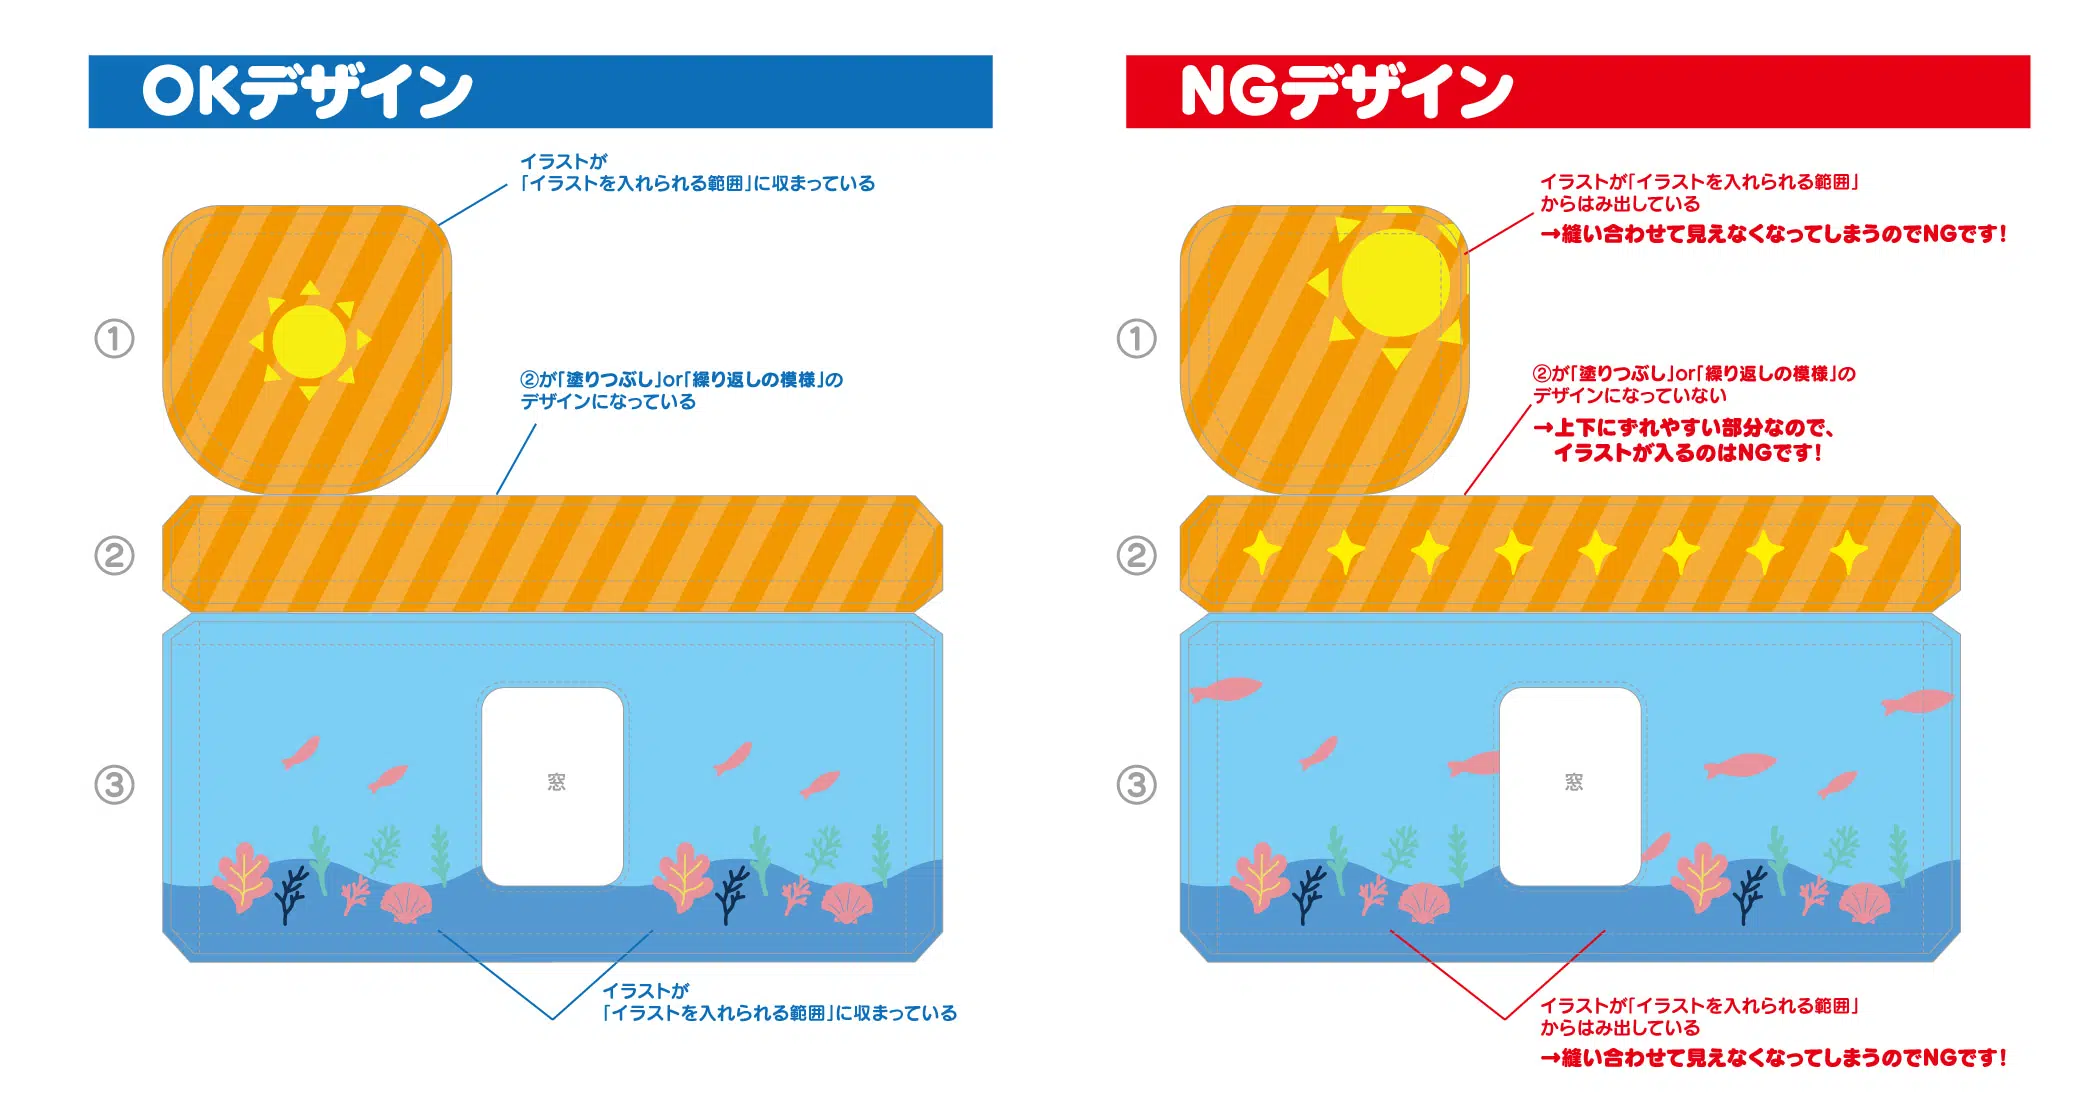 OKデザイン
イラストが
「イラストを入れられる範囲」に収まっている
①
②が「塗りつぶし」or「繰り返しの模様」の
デザインになっている
②
③
窓
イラストが
「イラストを入れられる範囲」に収まっている
NGデザイン
イラストが「イラストを入れられる範囲」
からはみ出している
→縫い合わせて見えなくなってしまうのでNGです!
①
②が「塗りつぶし」or「繰り返しの模様」の
デザインになっていない
→上下にずれやすい部分なので、
イラストが入るのはNGです!
②
③
窓
イラストが「イラストを入れられる範囲」
からはみ出している
→縫い合わせて見えなくなってしまうのでNGです!